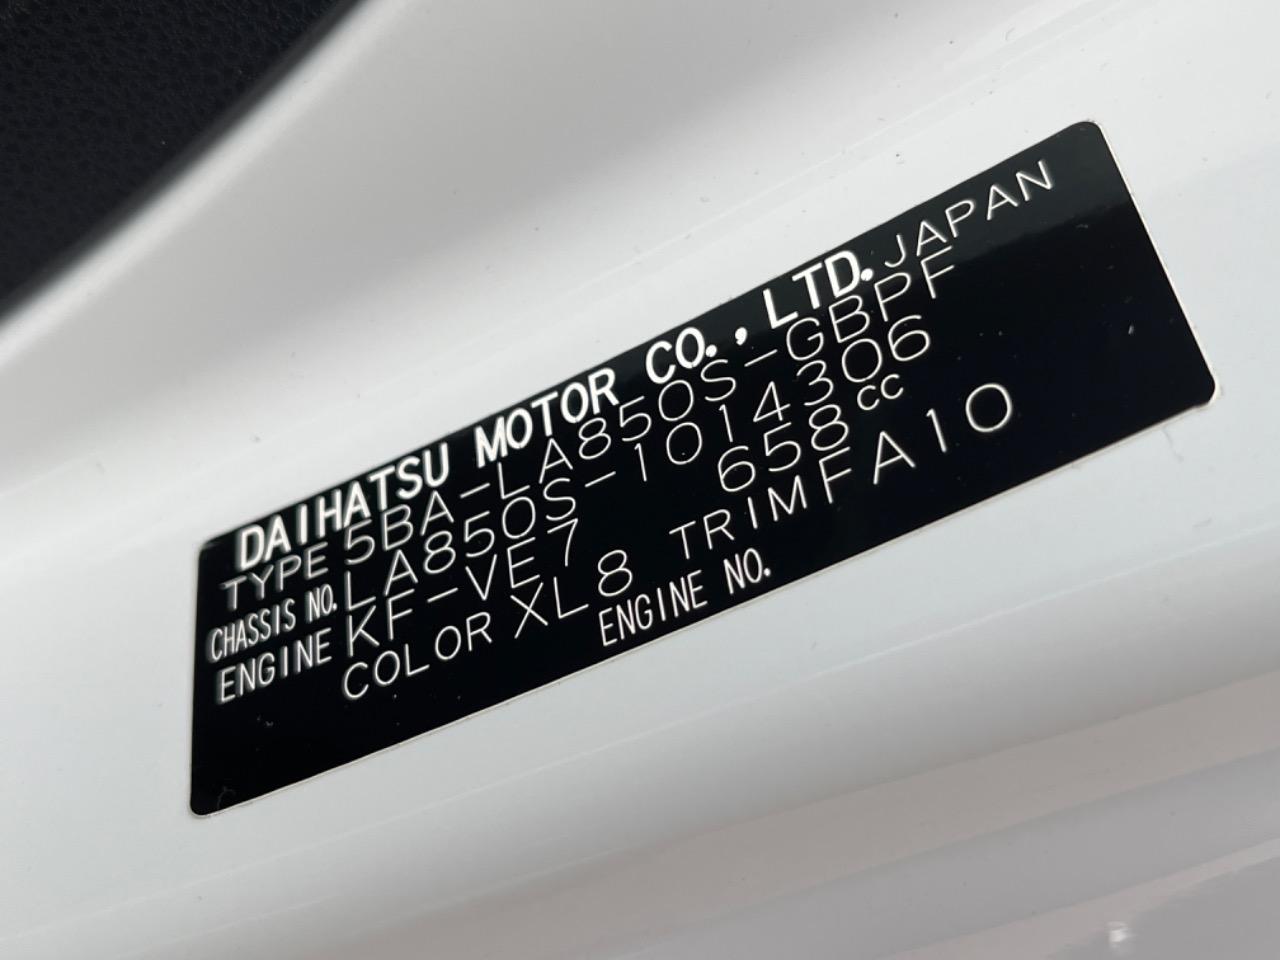 DAIHATSU MOTOR CO., LTD. JAPAN
TYPE 5BA-LA850S-GBPF
CHASSIS NO. LA850S-1014306
ENGINE KF-VE7 658cc
COLOR XL8 TRIM FA10
ENGINE NO.